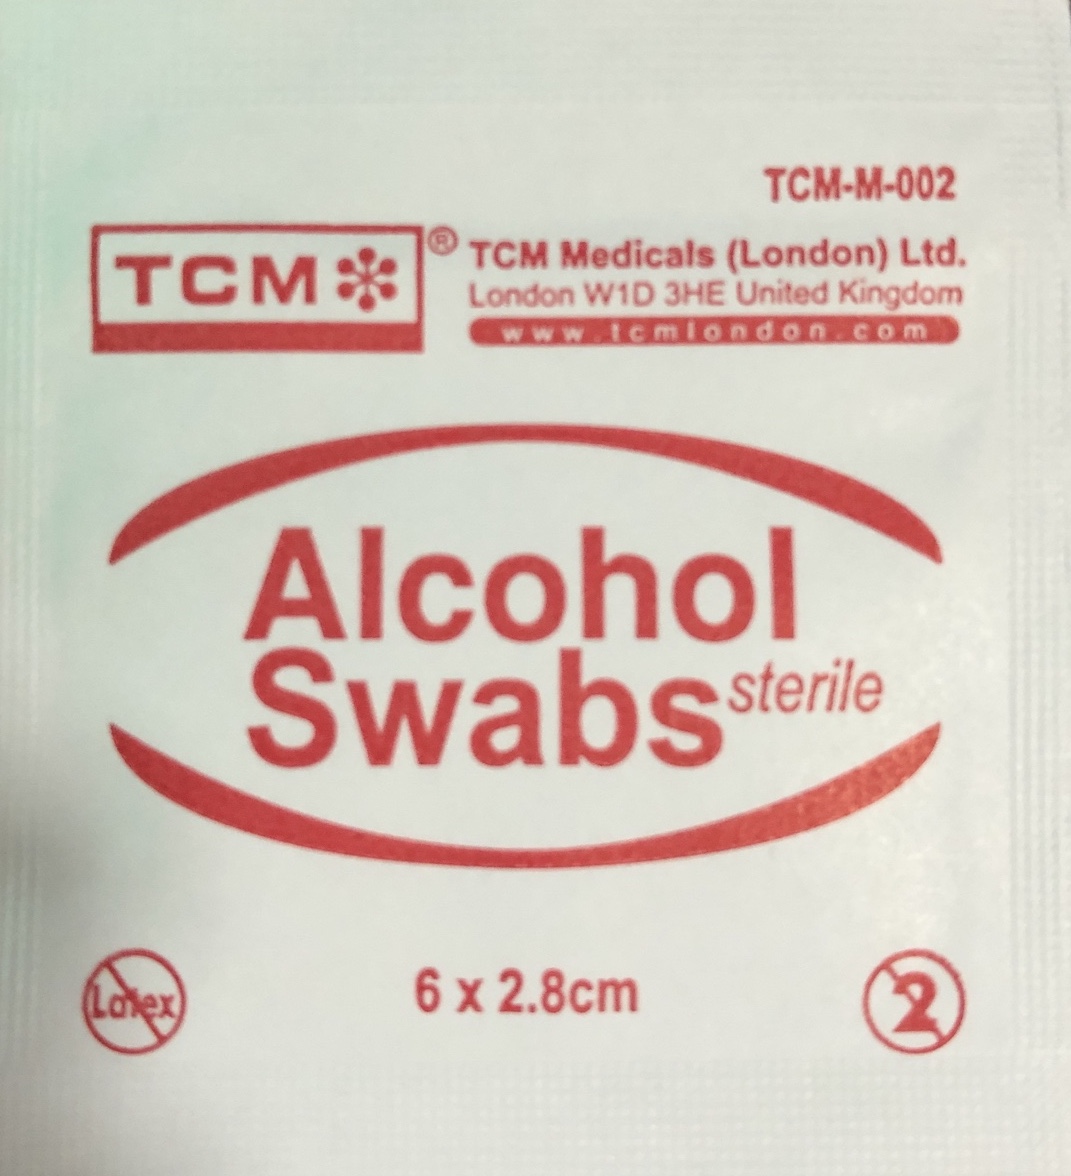 TCM-M-002
TCM ®
TCM Medicals (London) Ltd.
London W1D 3HE United Kingdom
www.tcmlondon.com
Alcohol
Swabs sterile
Latex
6 x 2.8cm
2